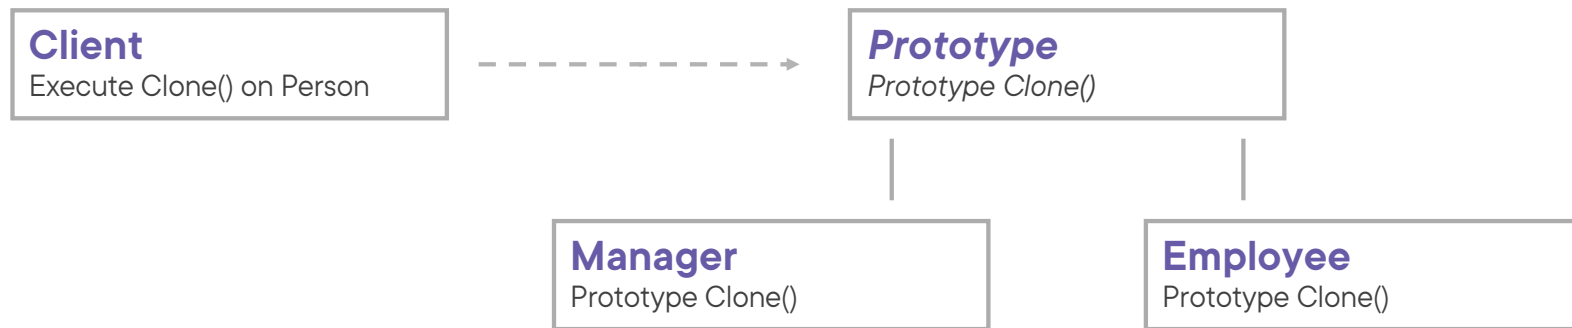 Client
Execute Clone() on Person
Prototype
Prototype Clone()
Manager
Prototype Clone()
Employee
Prototype Clone()